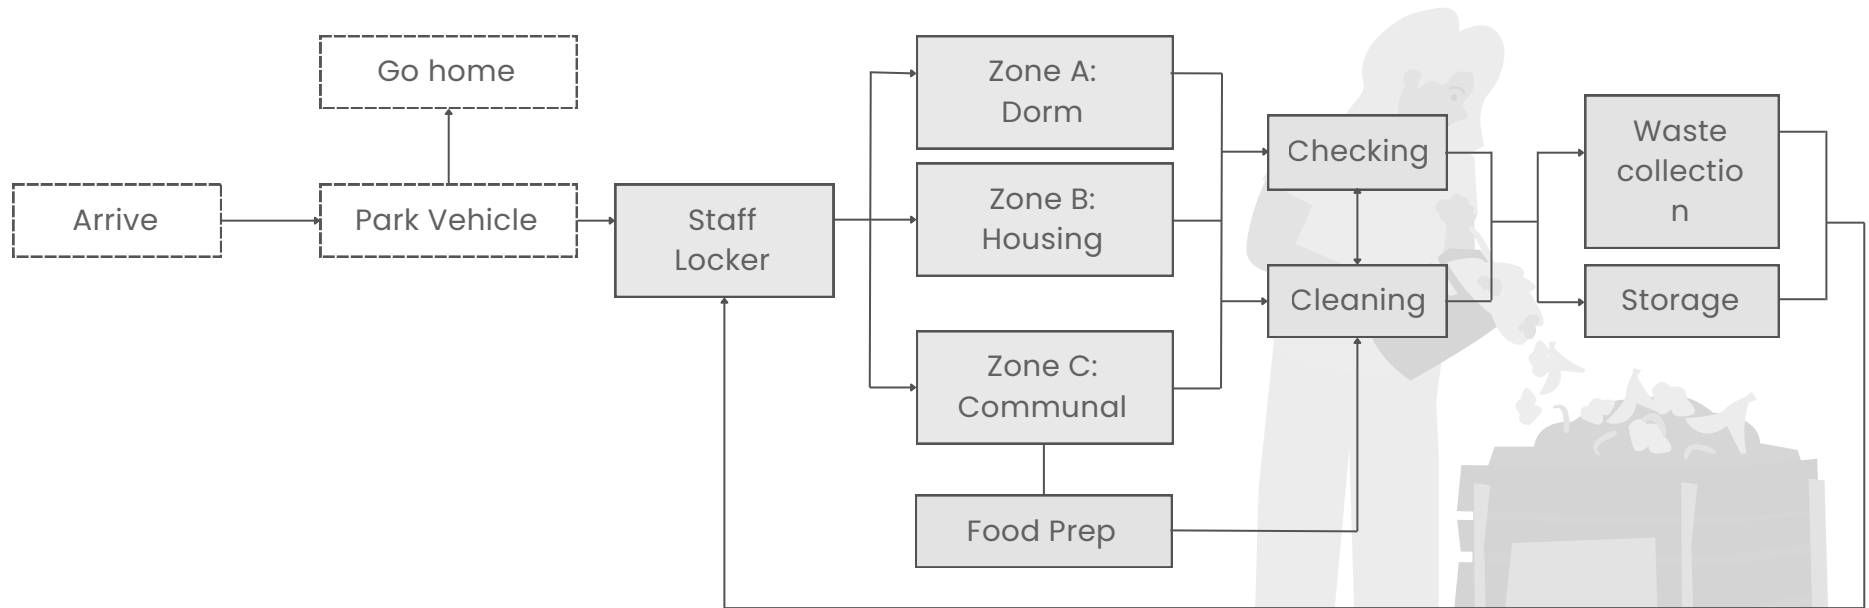 Go home
Arrive
Park Vehicle
Staff
Locker
Zone A:
Dorm
Zone B:
Housing
Zone C:
Communal
Food Prep
Checking
Cleaning
Waste
collectio
n
Storage